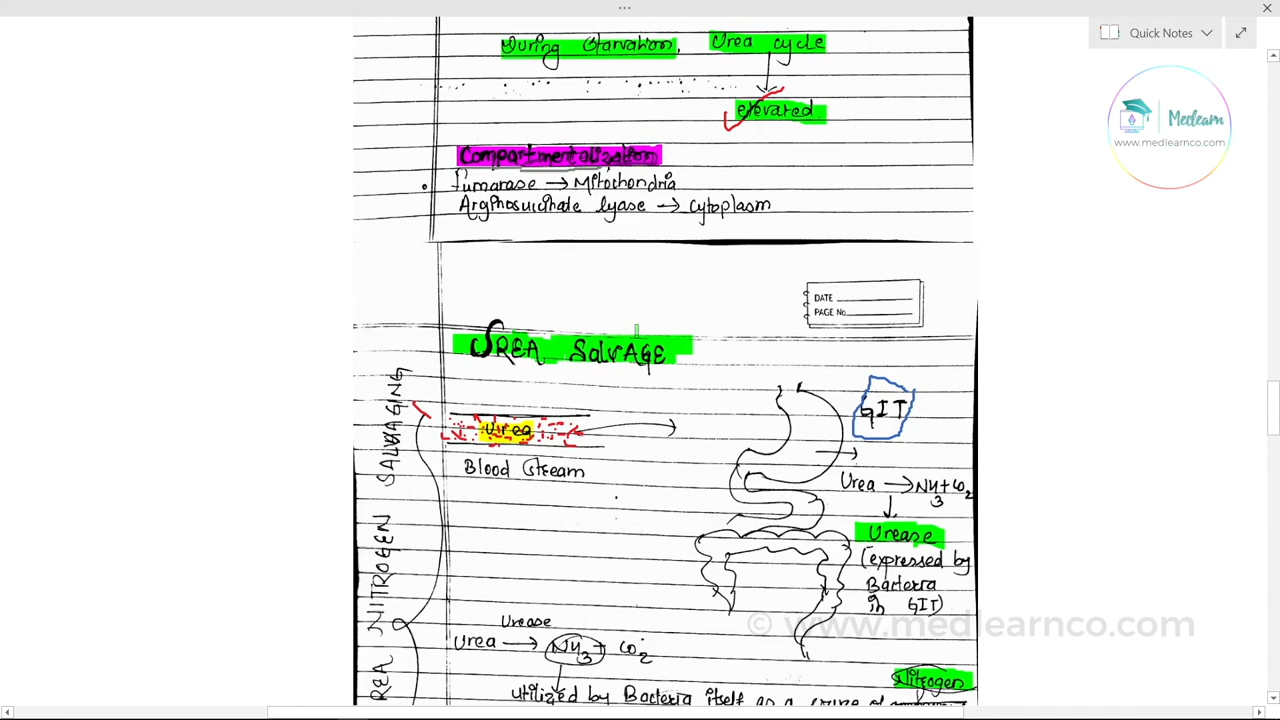 Quick Notes
Medlearn
www.medlearnco.com
During Starvation, Urea cycle
elevated
Compartmentalization
Fumarase → Mitochondria
Arginosuccinate lyase → cytoplasm
DATE
PAGE No.
UREA SalvAGE
GIT
Urea
Blood Stream
Urea → NH3 + CO2
Urease
(expressed by
Bacteria
in GIT)
© www.medlearnco.com
Urease
Urea → NH3 + CO2
Nitrogen
utilized by Bacteria itself as a
UREA NITROGEN SALVAGING